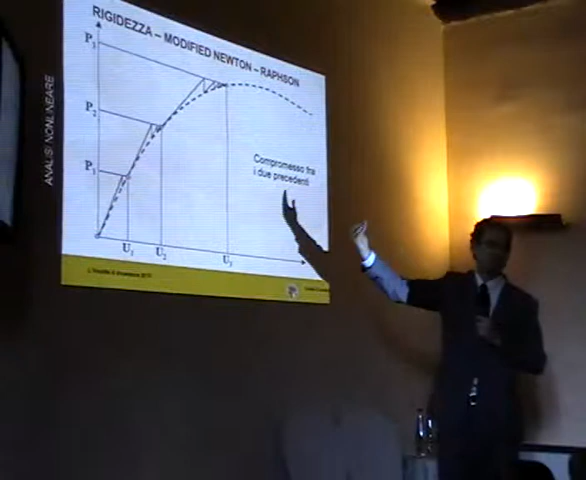 RIGIDEZZA – MODIFIED NEWTON – RAPHSON
ANALISI NONLINEARE
P3
P2
P1
Compromesso fra
i due precedenti
U1
U2
U3